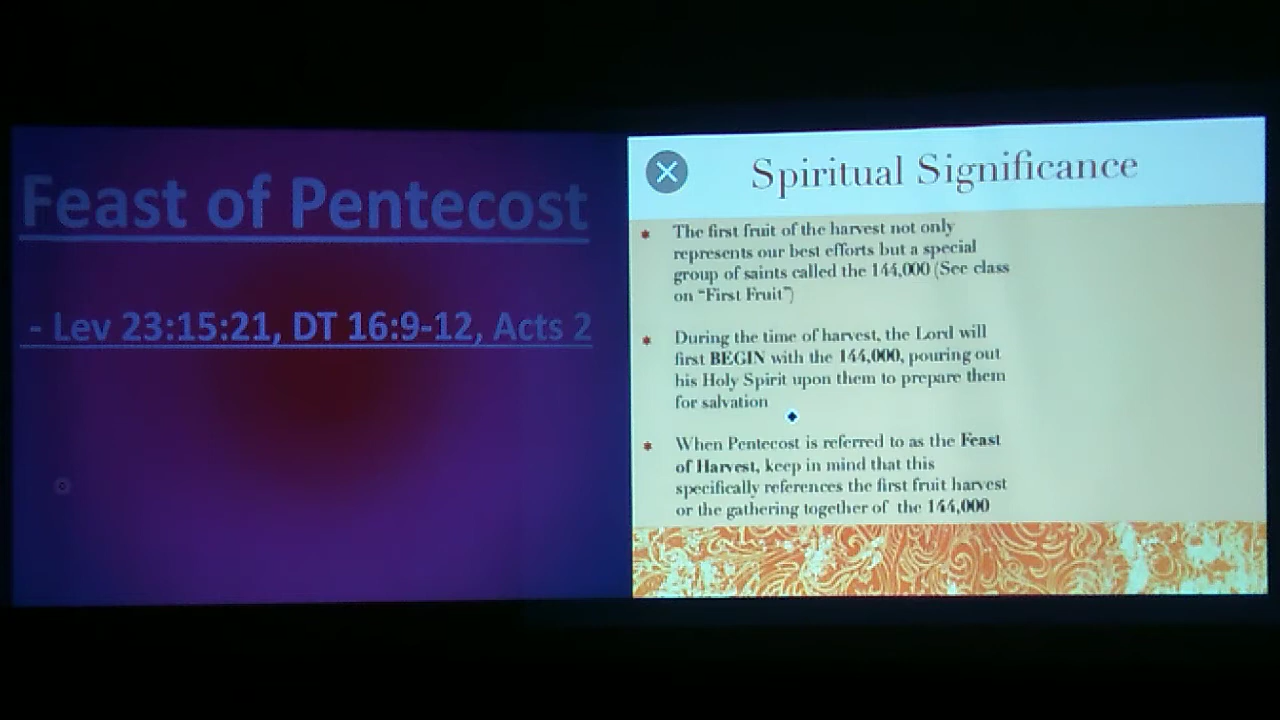 Feast of Pentecost
- Lev 23:15:21, DT 16:9-12, Acts 2
Spiritual Significance
The first fruit of the harvest not only
represents our best efforts but a special
group of saints called the 144,000 (See class
on “First Fruit”)
During the time of harvest, the Lord will
first BEGIN with the 144,000, pouring out
his Holy Spirit upon them to prepare them
for salvation
When Pentecost is referred to as the Feast
of Harvest, keep in mind that this
specifically references the first fruit harvest
or the gathering together of the 144,000